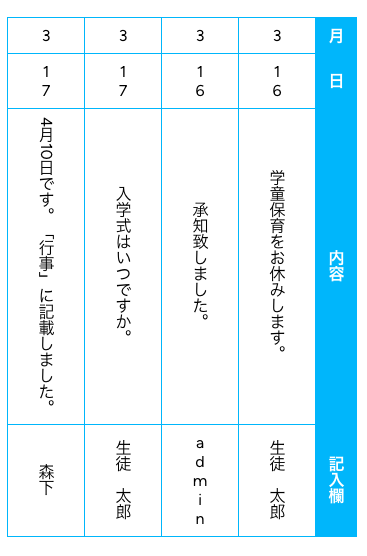 月
日
内容
記入欄
3
16
学童保育をお休みします。
生徒　太郎
3
16
承知致しました。
admin
3
17
入学式はいつですか。
生徒　太郎
3
17
4月10日です。「行事」に記載しました。
森下